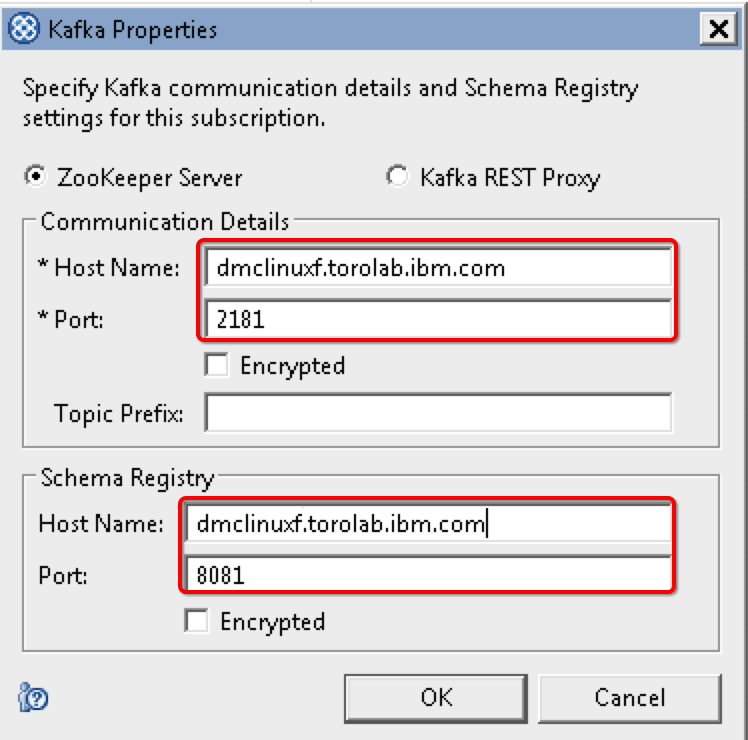 Kafka Properties
Specify Kafka communication details and Schema Registry
settings for this subscription.
ZooKeeper Server Kafka REST Proxy
Communication Details
* Host Name: dmclinuxf.torolab.ibm.com
* Port: 2181
Encrypted
Topic Prefix:
Schema Registry
Host Name: dmclinuxf.torolab.ibm.com
Port: 8081
Encrypted
OK Cancel